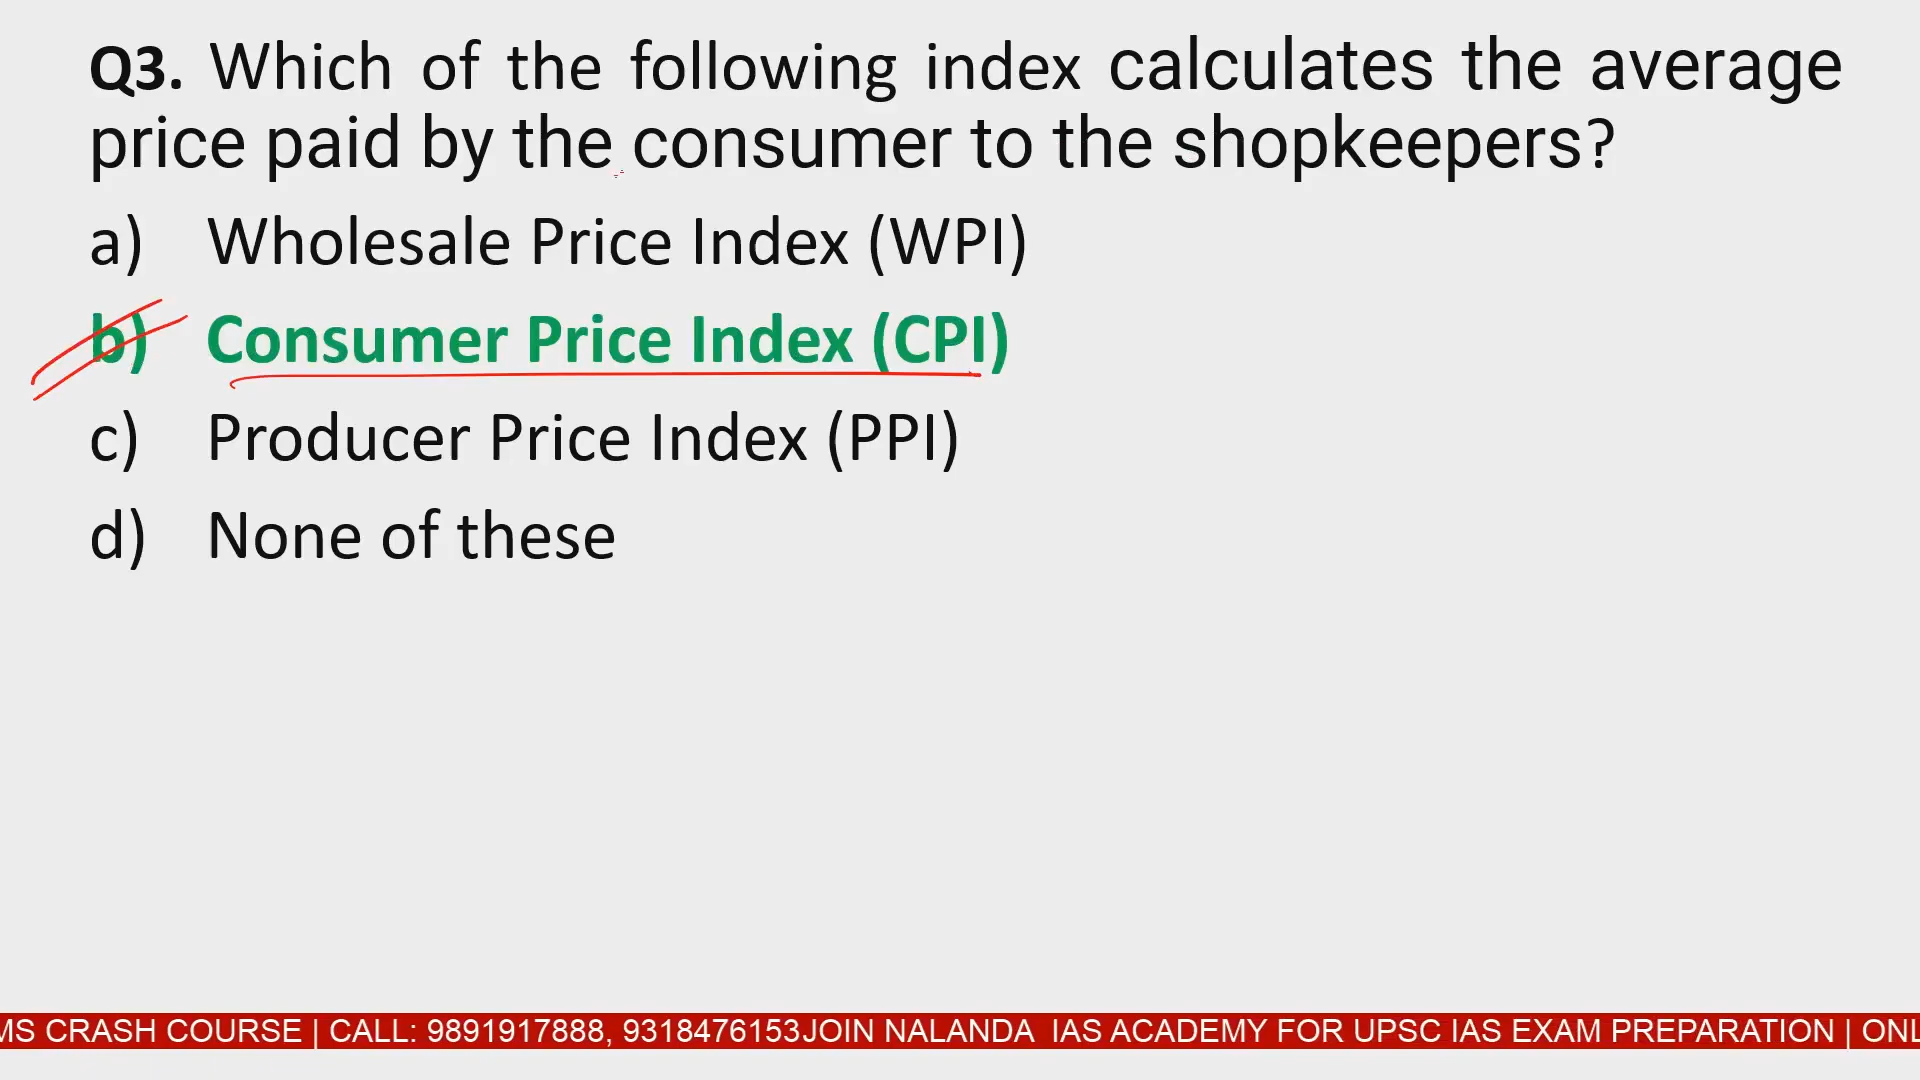 Q3. Which of the following index calculates the average
price paid by the consumer to the shopkeepers?
a) Wholesale Price Index (WPI)
b) Consumer Price Index (CPI)
c) Producer Price Index (PPI)
d) None of these
MS CRASH COURSE | CALL: 9891917888, 9318476153JOIN NALANDA IAS ACADEMY FOR UPSC IAS EXAM PREPARATION | ONL